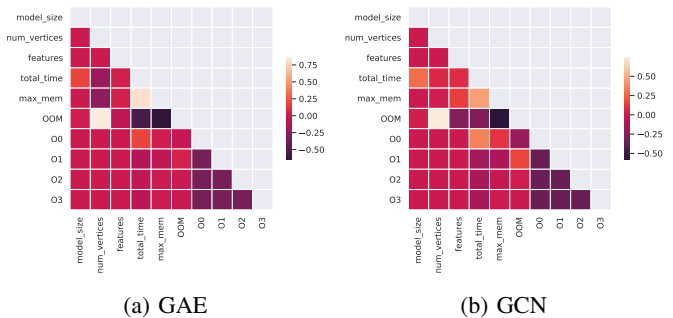 model_size
num_vertices
features
total_time
max_mem
OOM
O0
O1
O2
O3
model_size
num_vertices
features
total_time
max_mem
OOM
O0
O1
O2
O3
0.75
0.50
0.25
0.00
−0.25
−0.50
(a) GAE
model_size
num_vertices
features
total_time
max_mem
OOM
O0
O1
O2
O3
model_size
num_vertices
features
total_time
max_mem
OOM
O0
O1
O2
O3
0.50
0.25
0.00
−0.25
−0.50
(b) GCN